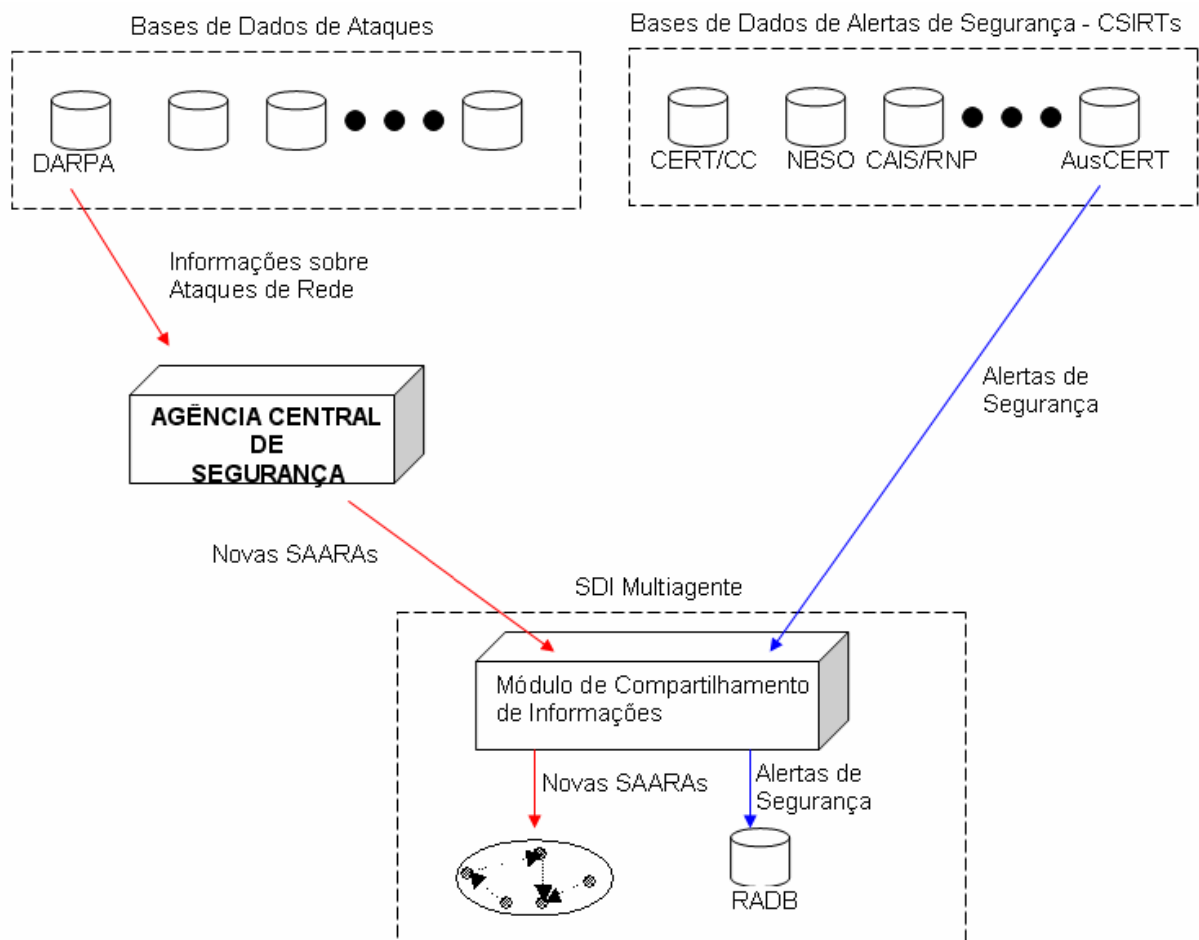 Bases de Dados de Ataques
Bases de Dados de Alertas de Segurança - CSIRTs
DARPA
CERT/CC
NBSO
CAIS/RNP
AusCERT
Informações sobre
Ataques de Rede
Alertas de
Segurança
AGÊNCIA CENTRAL
DE
SEGURANÇA
Novas SAARAs
SDI Multiagente
Módulo de Compartilhamento
de Informações
Novas SAARAs
Alertas de
Segurança
RADB